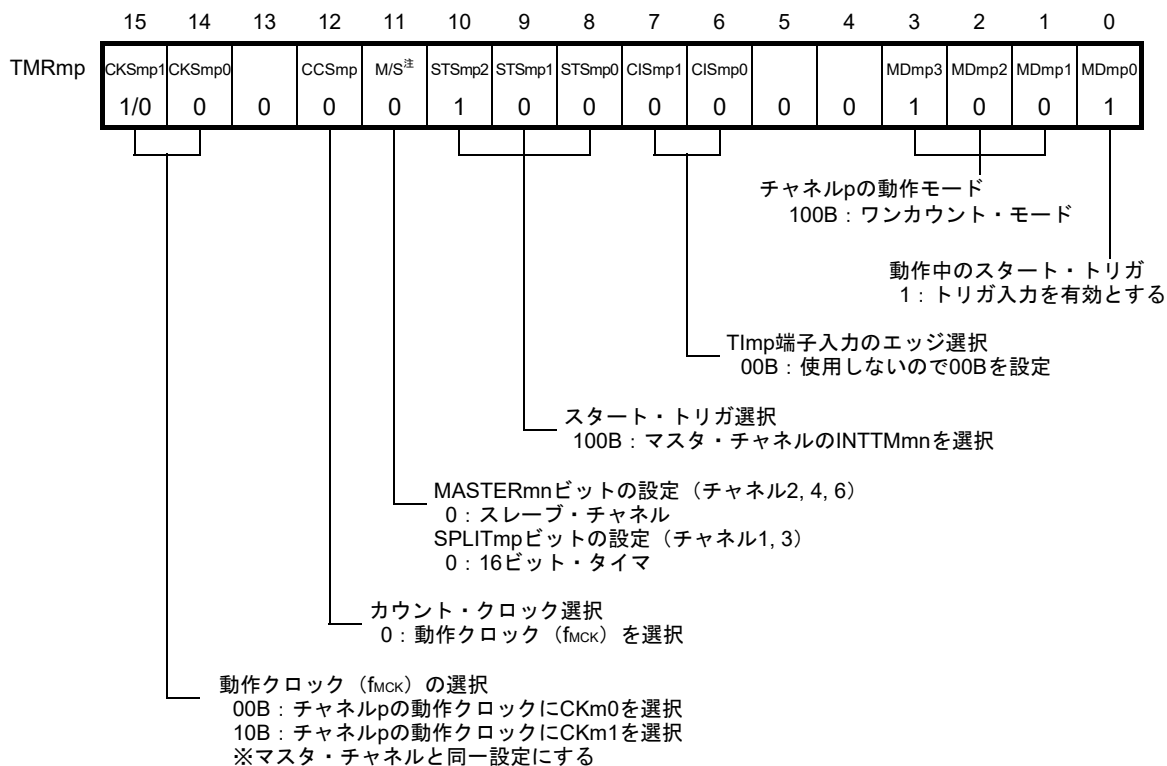 15 14 13 12 11 10 9 8 7 6 5 4 3 2 1 0
TMRmp CKSmp1 CKSmp0 CCSmp M/S注 STSmp2 STSmp1 STSmp0 CISmp1 CISmp0 MDmp3 MDmp2 MDmp1 MDmp0
1/0 0 0 0 0 1 0 0 0 0 0 0 1 0 0 1
チャネルpの動作モード
100B：ワンカウント・モード
動作中のスタート・トリガ
1：トリガ入力を有効とする
TImp端子入力のエッジ選択
00B：使用しないので00Bを設定
スタート・トリガ選択
100B：マスタ・チャネルのINTTMmnを選択
MASTERmnビットの設定（チャネル2, 4, 6）
0：スレーブ・チャネル
SPLITmpビットの設定（チャネル1, 3）
0：16ビット・タイマ
カウント・クロック選択
0：動作クロック（fMCK）を選択
動作クロック（fMCK）の選択
00B：チャネルpの動作クロックにCKm0を選択
10B：チャネルpの動作クロックにCKm1を選択
※マスタ・チャネルと同一設定にする